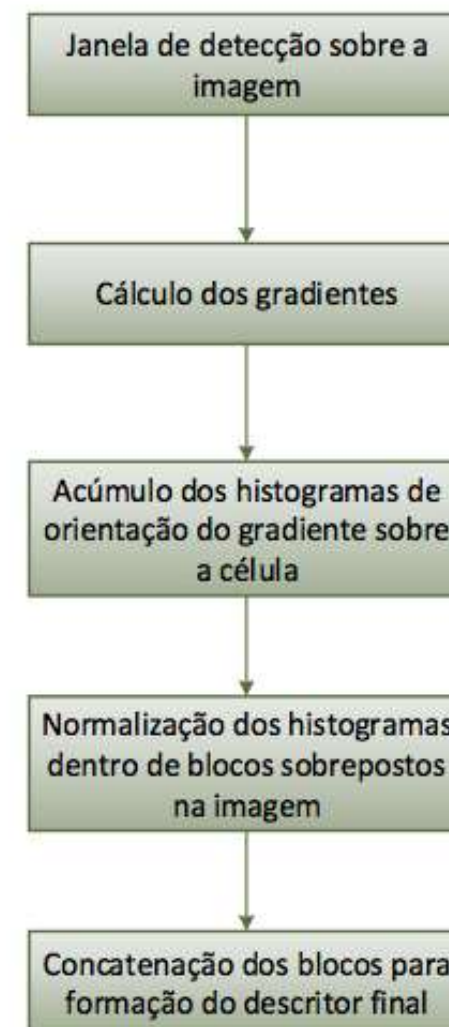 Janela de detecção sobre a
imagem
Cálculo dos gradientes
Acúmulo dos histogramas de
orientação do gradiente sobre
a célula
Normalização dos histogramas
dentro de blocos sobrepostos
na imagem
Concatenação dos blocos para
formação do descritor final